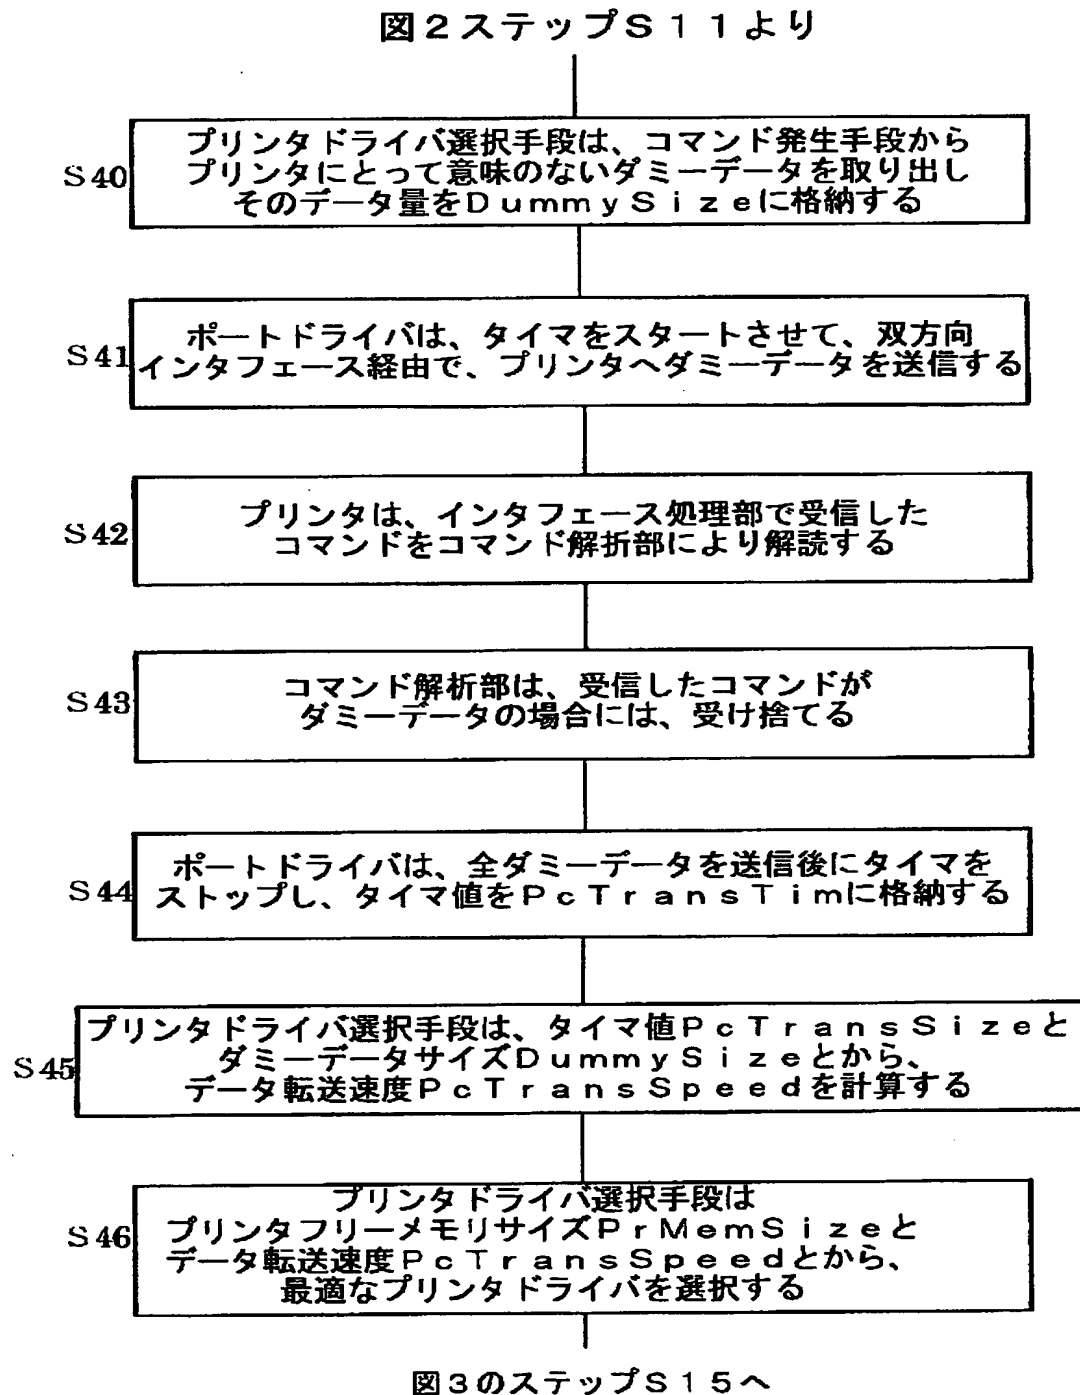 図2ステップS11より
プリンタドライバ選択手段は、コマンド発生手段から
S40
プリンタにとって意味のないダミーデータを取り出し
そのデータ量をDummySizeに格納する
ポートドライバは、タイマをスタートさせて、双方向
S41
インタフェース経由で、プリンタへダミーデータを送信する
プリンタは、インタフェース処理部で受信した
S42
コマンドをコマンド解折部により解読する
コマンド解析部は、受信したコマンドが
S43
ダミーデータの場合には、受け捨てる
ポートドライバは、全ダミーデータを送信後にタイマを
S44
ストップし、タイマ値をPcTransTimに格納する
プリンタドライバ選択手段は、タイマ値PcTransSizeと
S45
ダミーデータサイズDummySizeとから、
データ転送速度PcTransSpeedを計算する
プリンタドライバ選択手段は
S46
プリンタフリーメモリサイズPrMemSizeと
データ転送速度PcTransSpeedとから、
最適なプリンタドライバを選択する
図3のステップS15へ